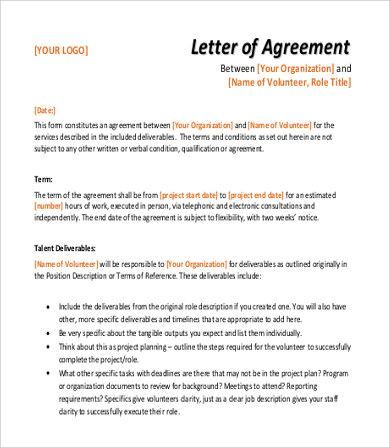 [YOUR LOGO]
Letter of Agreement
Between [Your Organization] and
[Name of Volunteer, Role Title]
[Date:]
This form constitutes an agreement between [Your Organization] and [Name of Volunteer] for the
services described in the included deliverables. The terms and conditions as set out herein are not
subject to any other written or verbal condition, qualification or agreement.
Term:
The term of the agreement shall be from [project start date] to [project end date] for an estimated
[number] hours of work, executed in person, via telephonic and electronic consultations and
independently. The end date of the agreement is subject to flexibility, with two weeks’ notice.
Talent Deliverables:
[Name of Volunteer] will be responsible to [Your Organization] for deliverables as outlined originally
in the Position Description or Terms of Reference. These deliverables include:
• Include the deliverables from the original role description if you created one. You will also have
other, more specific deliverables and timelines that are appropriate to add here.
• Be very specific about the tangible outputs you expect and list them individually.
• Think about this as project planning – outline the steps required for the volunteer to successfully
complete the project/role.
• What other specific tasks with deadlines are there that may not be in the project plan? Program
or organization documents to review for background? Meetings to attend? Reporting
requirements? Specifics give volunteers clarity, just as a clear job description gives your staff
clarity to successfully execute their role.